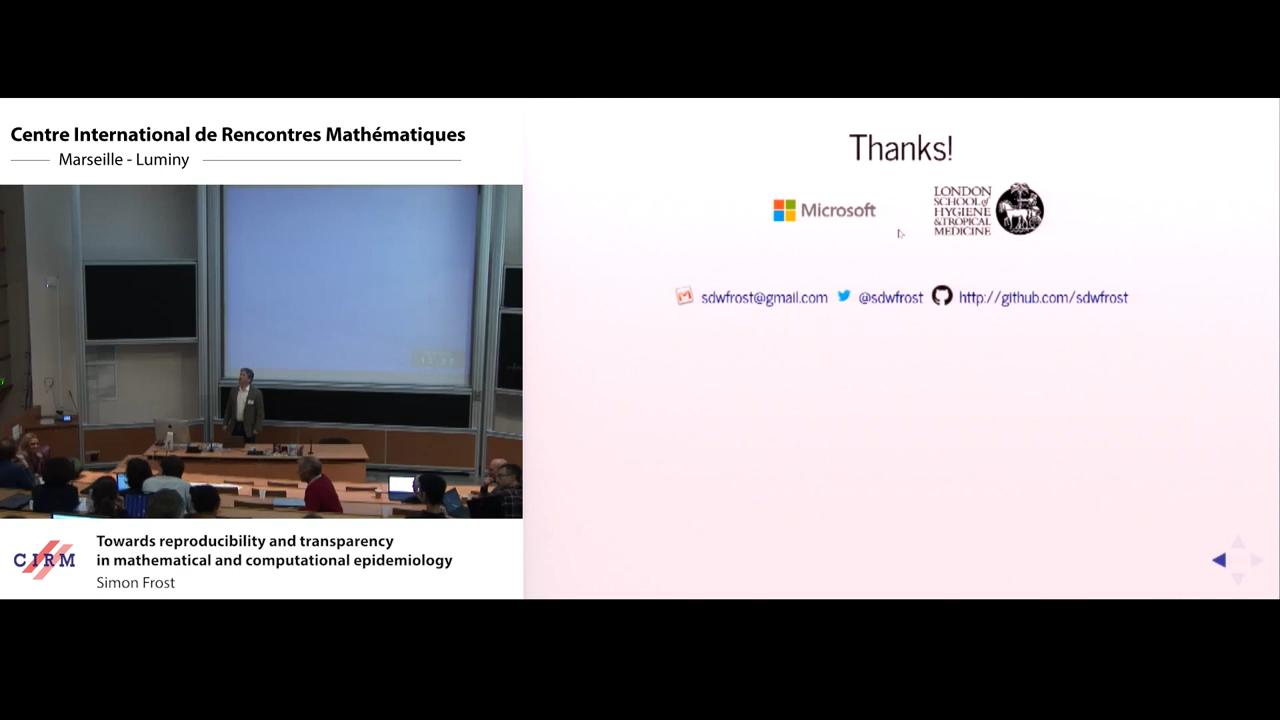 Centre International de Rencontres Mathématiques
Marseille - Luminy
Thanks!
Microsoft
LONDON
SCHOOL of
HYGIENE
& TROPICAL
MEDICINE
sdwfrost@gmail.com @sdwfrost http://github.com/sdwfrost
CIRM
Towards reproducibility and transparency
in mathematical and computational epidemiology
Simon Frost